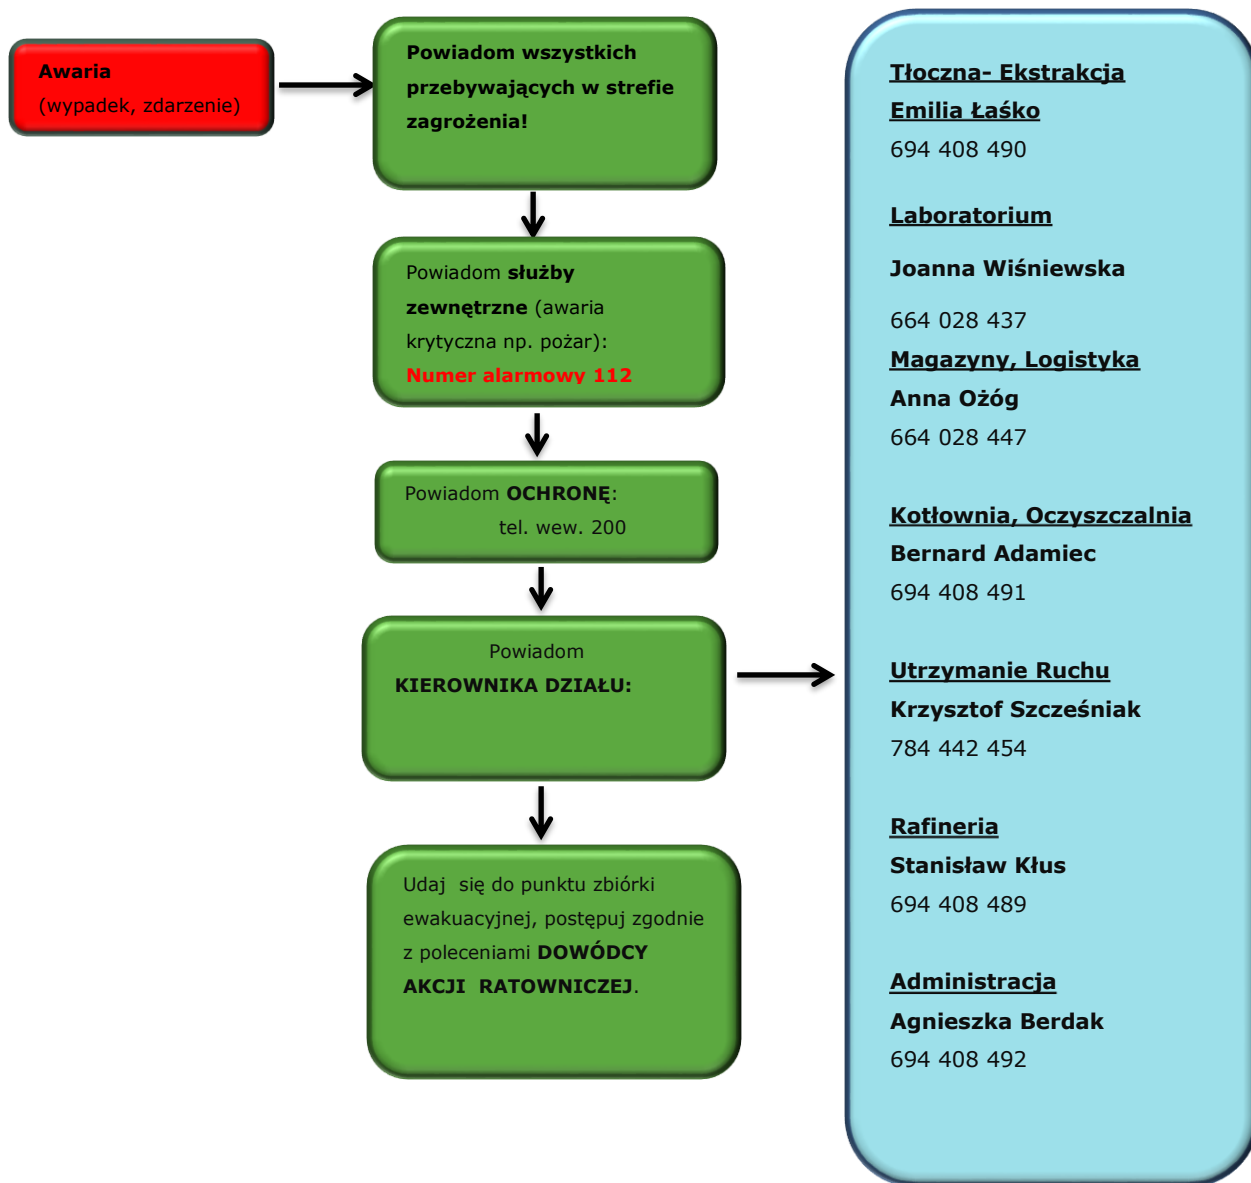 Awaria
(wypadek, zdarzenie)
Powiadom wszystkich
przebywających w strefie
zagrożenia!
Powiadom służby
zewnętrzne (awaria
krytyczna np. pożar):
Numer alarmowy 112
Powiadom OCHRONĘ:
tel. wew. 200
Powiadom
KIEROWNIKA DZIAŁU:
Udaj się do punktu zbiórki
ewakuacyjnej, postępuj zgodnie
z poleceniami DOWÓDCY
AKCJI RATOWNICZEJ.
Tłoczna- Ekstrakcja
Emilia Łaśko
694 408 490
Laboratorium
Joanna Wiśniewska
664 028 437
Magazyny, Logistyka
Anna Ożóg
664 028 447
Kotłownia, Oczyszczalnia
Bernard Adamiec
694 408 491
Utrzymanie Ruchu
Krzysztof Szcześniak
784 442 454
Rafineria
Stanisław Kłus
694 408 489
Administracja
Agnieszka Berdak
694 408 492